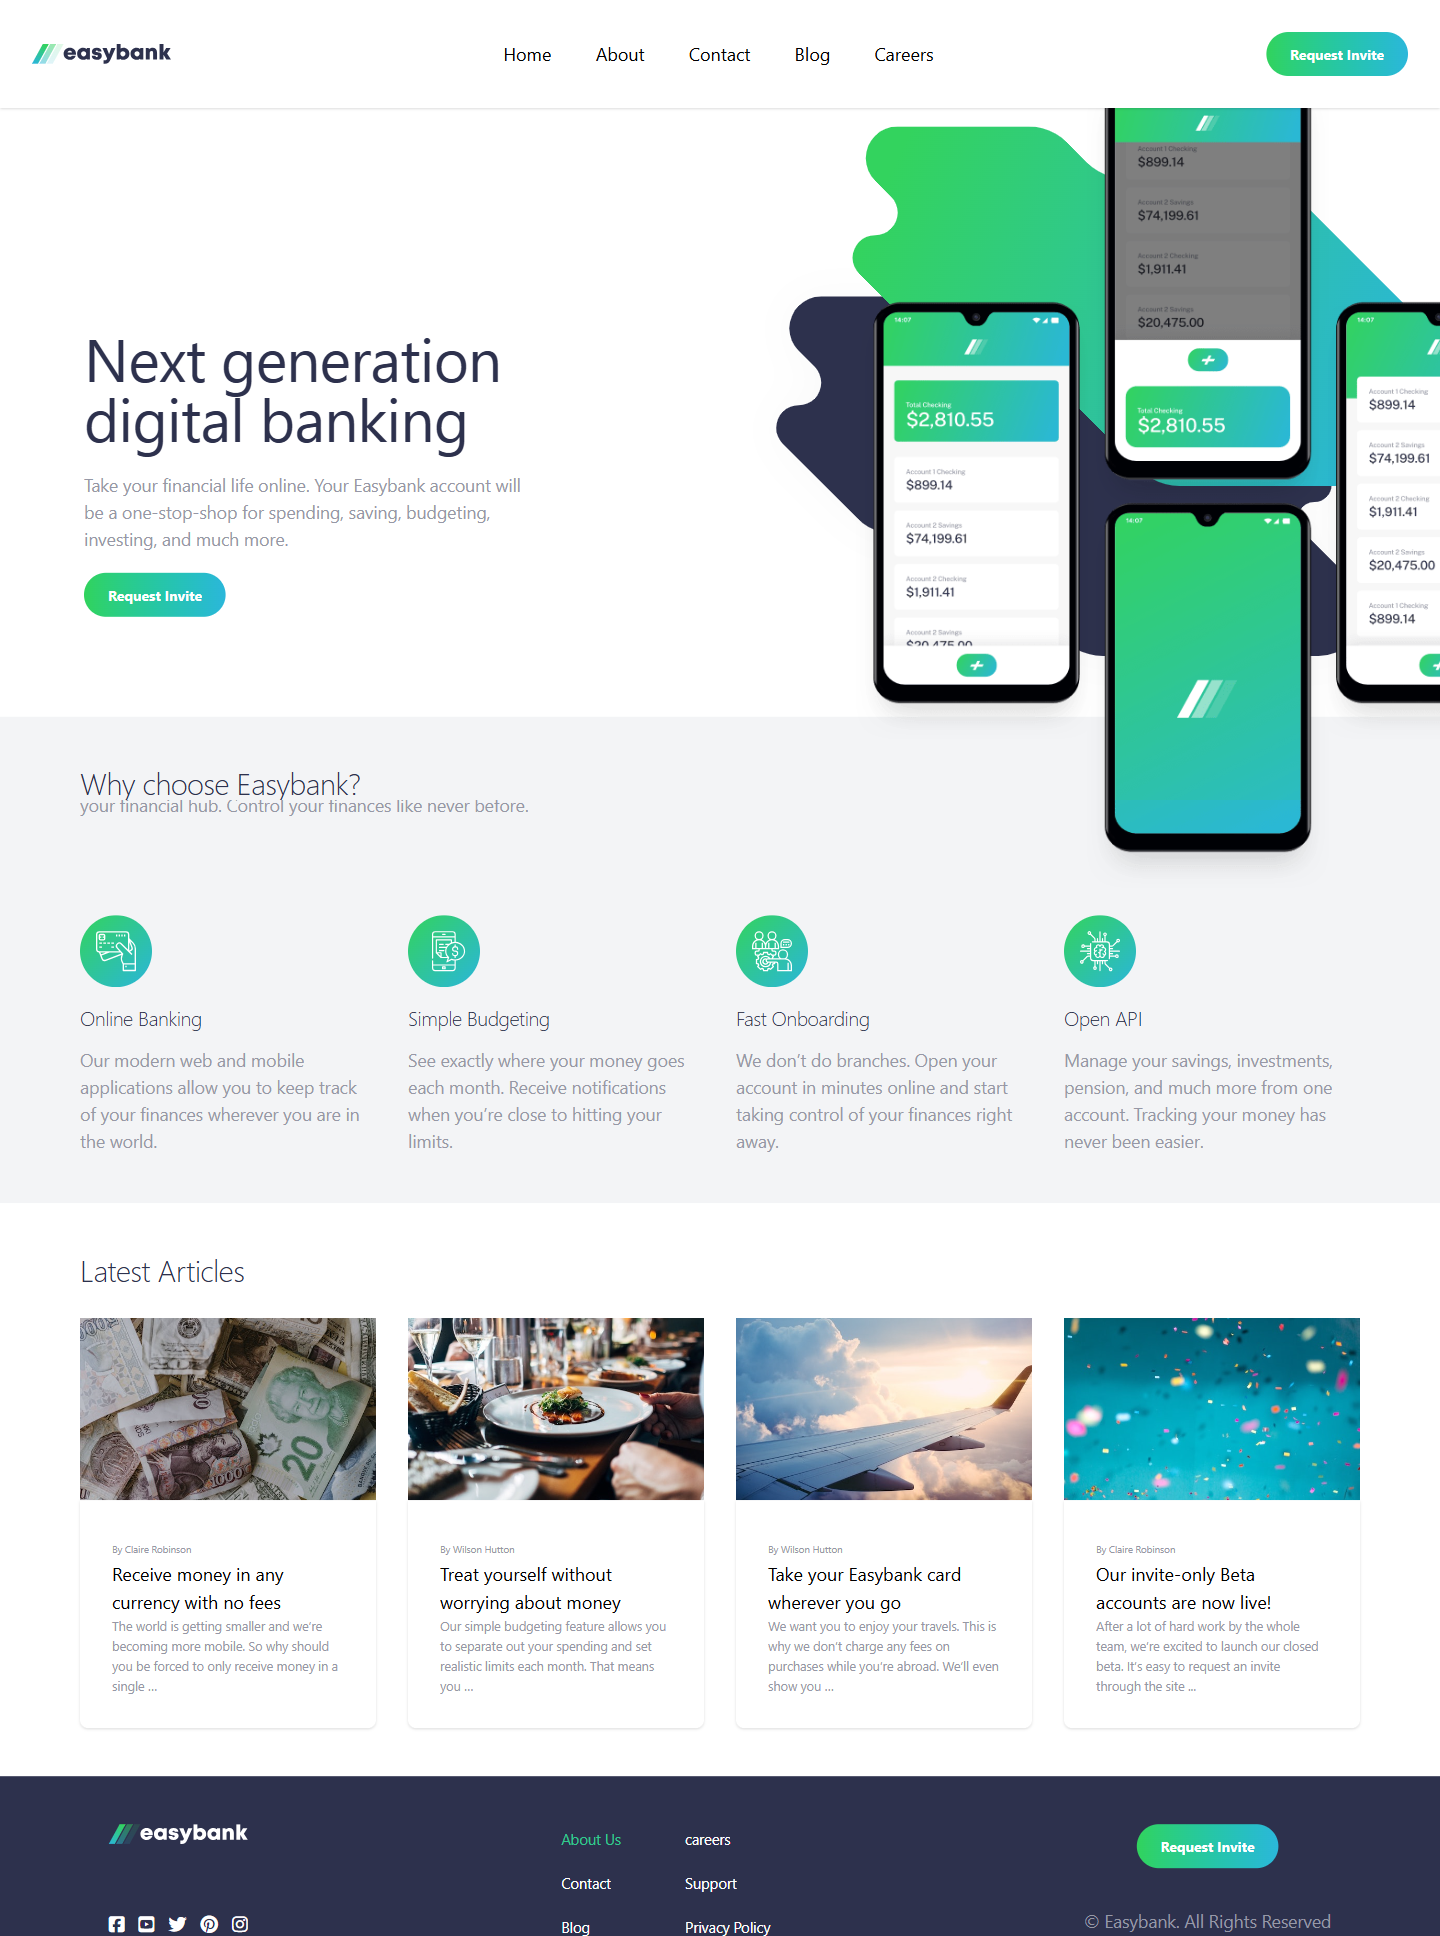 easybank
Home About Contact Blog Careers
Request Invite
Next generation
digital banking
Take your financial life online. Your Easybank account will
be a one-stop-shop for spending, saving, budgeting,
investing, and much more.
Request Invite
Account 1 Checking
$899.14
Account 2 Savings
$74,199.61
Account 2 Checking
$1,911.41
Account 2 Savings
$20,475.00
Total Checking
$2,810.55
14:07
Total Checking
$2,810.55
Account 1 Checking
$899.14
Account 2 Savings
$74,199.61
Account 2 Checking
$1,911.41
Account 2 Savings
$20,475.00
14:07
Account 1 Checking
$899.14
Account 2 Savings
$74,199.61
Account 2 Checking
$1,911.41
Account 2 Savings
$20,475.00
Account 1 Checking
$899.14
14:07
Why choose Easybank?
your financial hub. Control your finances like never before.
Online Banking
Our modern web and mobile
applications allow you to keep track
of your finances wherever you are in
the world.
Simple Budgeting
See exactly where your money goes
each month. Receive notifications
when you’re close to hitting your
limits.
Fast Onboarding
We don’t do branches. Open your
account in minutes online and start
taking control of your finances right
away.
Open API
Manage your savings, investments,
pension, and much more from one
account. Tracking your money has
never been easier.
Latest Articles
20
1000
By Claire Robinson
Receive money in any
currency with no fees
The world is getting smaller and we’re
becoming more mobile. So why should
you be forced to only receive money in a
single …
By Wilson Hutton
Treat yourself without
worrying about money
Our simple budgeting feature allows you
to separate out your spending and set
realistic limits each month. That means
you …
By Wilson Hutton
Take your Easybank card
wherever you go
We want you to enjoy your travels. This is
why we don’t charge any fees on
purchases while you’re abroad. We’ll even
show you …
By Claire Robinson
Our invite-only Beta
accounts are now live!
After a lot of hard work by the whole
team, we’re excited to launch our closed
beta. It’s easy to request an invite
through the site ...
easybank
About Us
Contact
Blog
careers
Support
Privacy Policy
Request Invite
© Easybank. All Rights Reserved